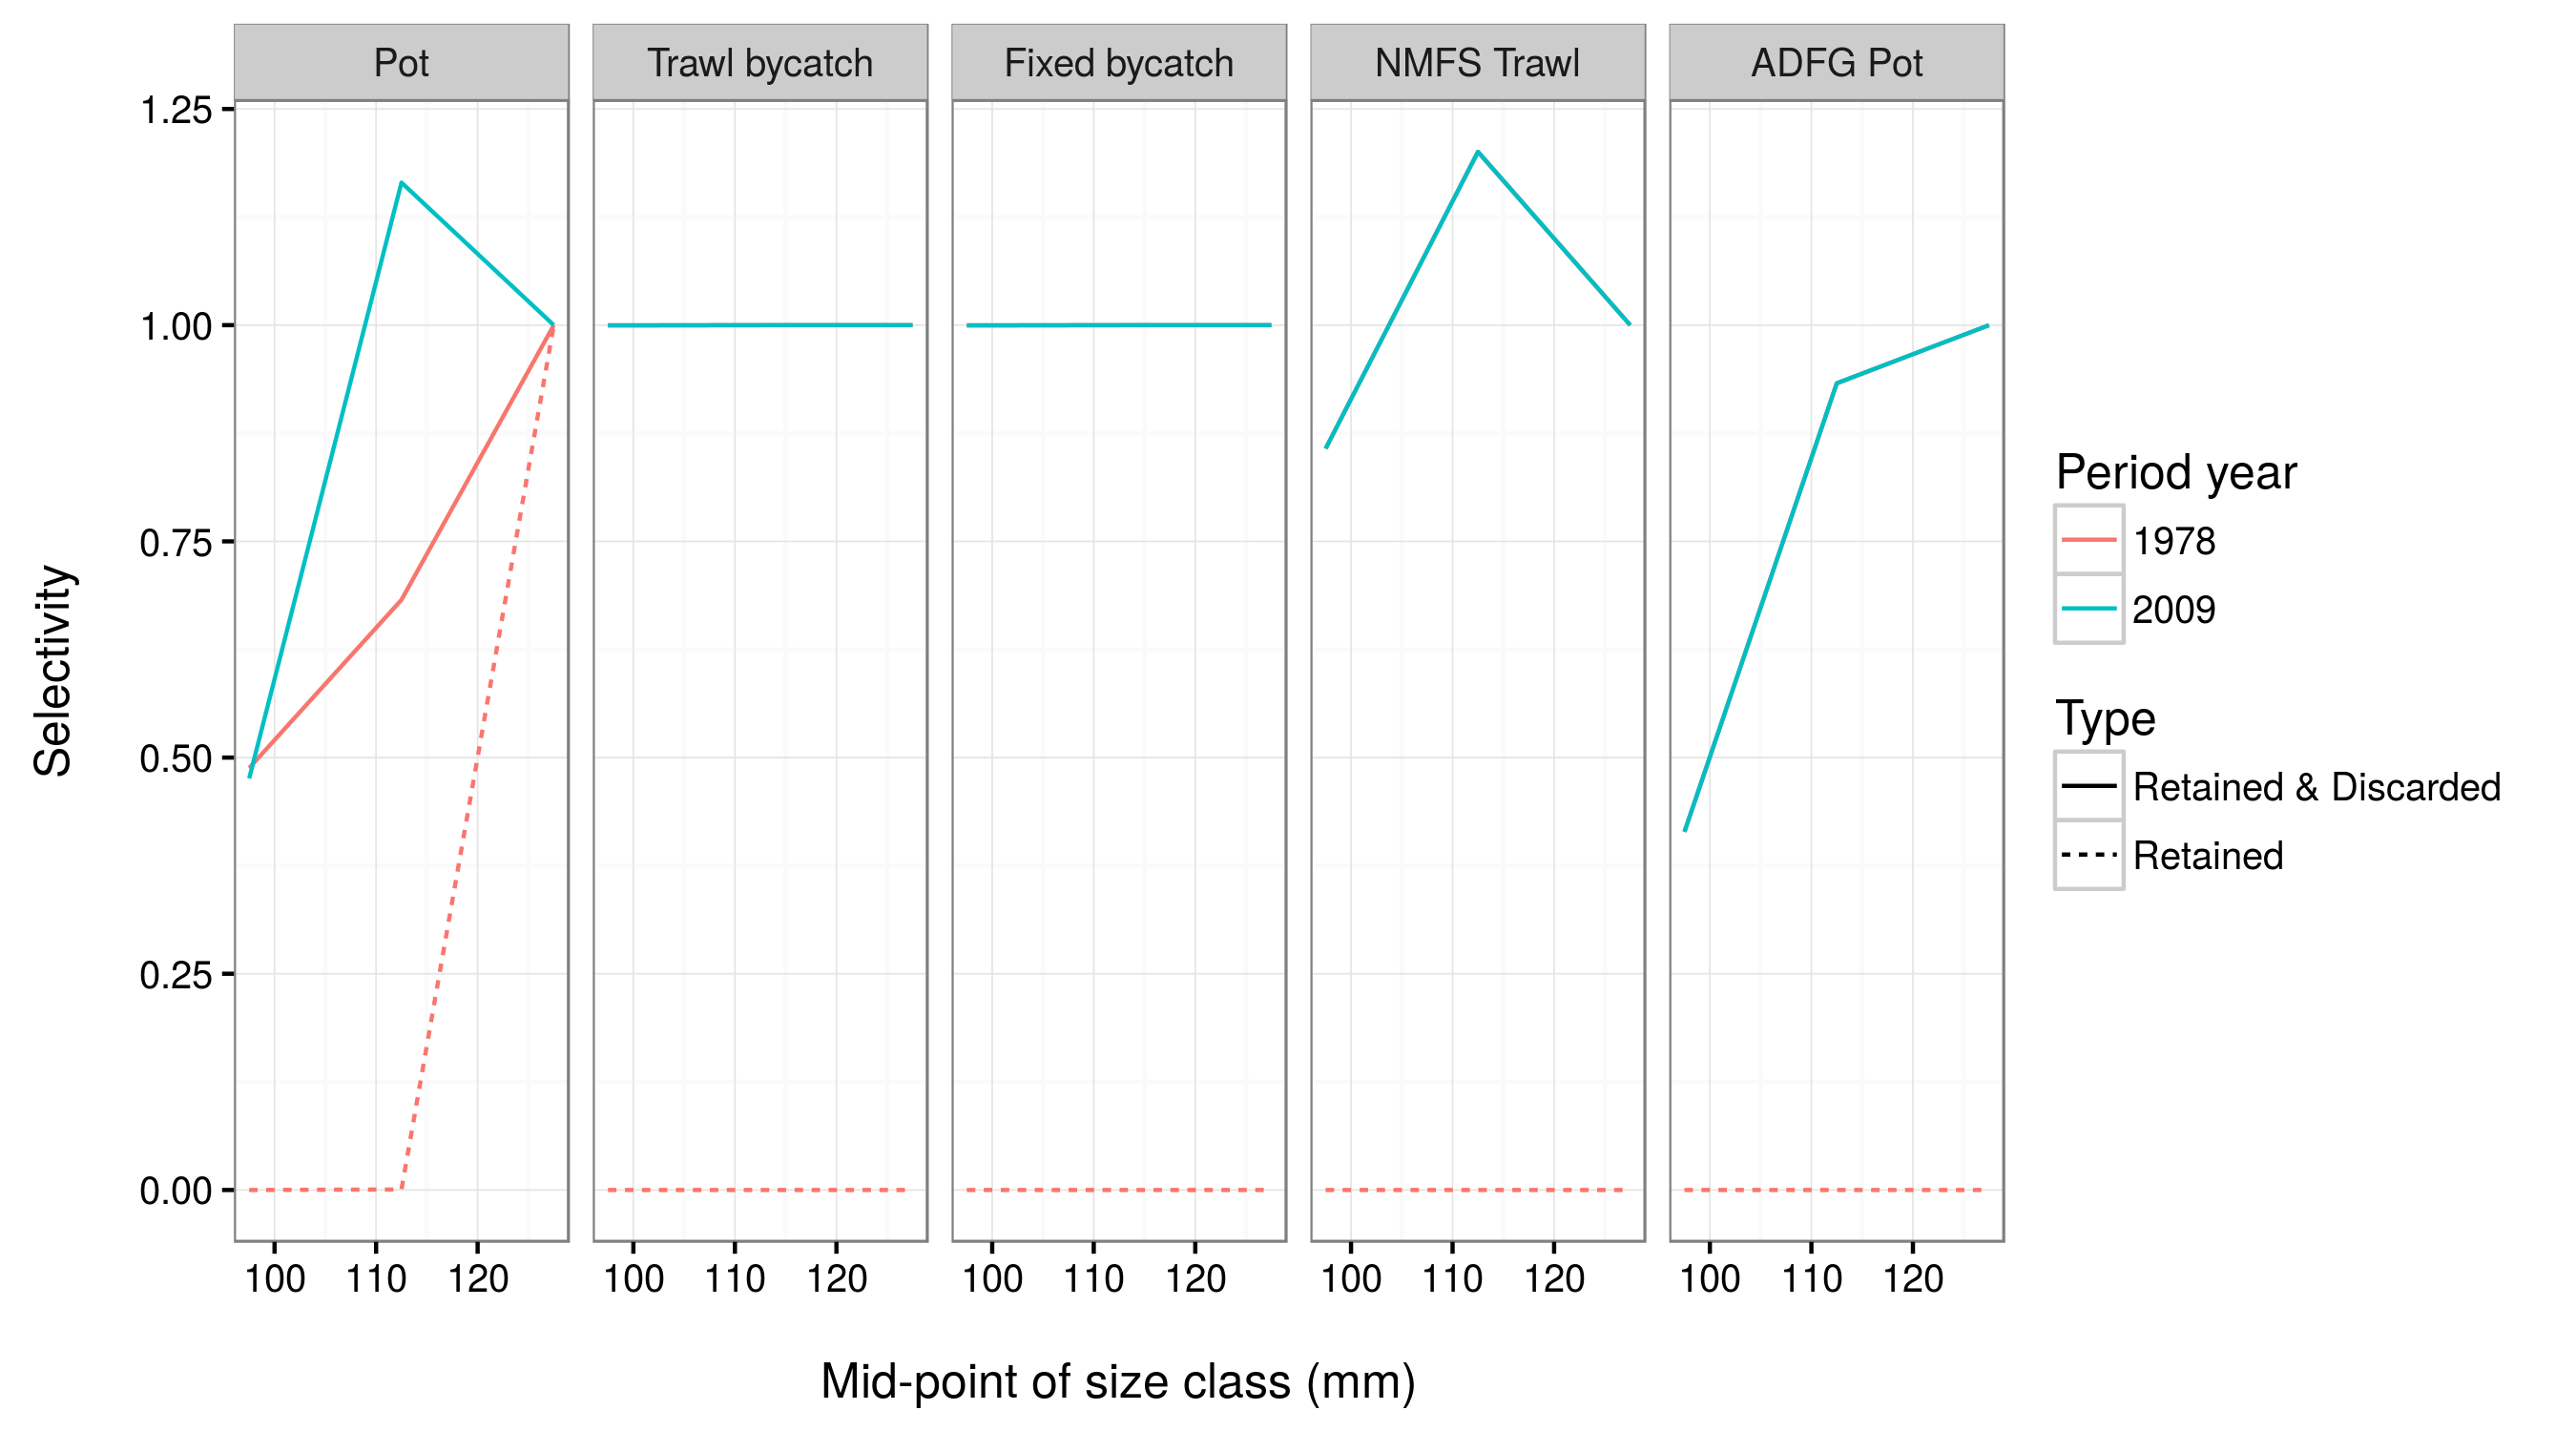 Pot Trawl bycatch Fixed bycatch NMFS Trawl ADFG Pot
1.25
1.00
0.75
0.50
0.25
0.00
Selectivity
100 110 120 100 110 120 100 110 120 100 110 120 100 110 120
Mid-point of size class (mm)
Period year
1978
2009
Type
Retained & Discarded
Retained